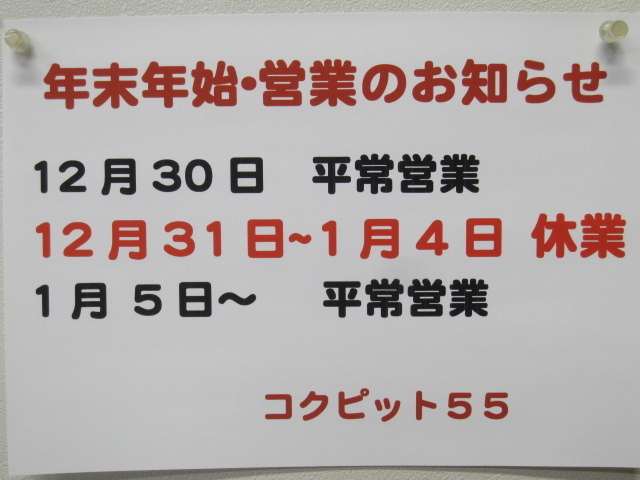 年末年始・営業のお知らせ
12月30日 平常営業
12月31日~1月4日 休業
1月 5日～ 平常営業
コクピット５５